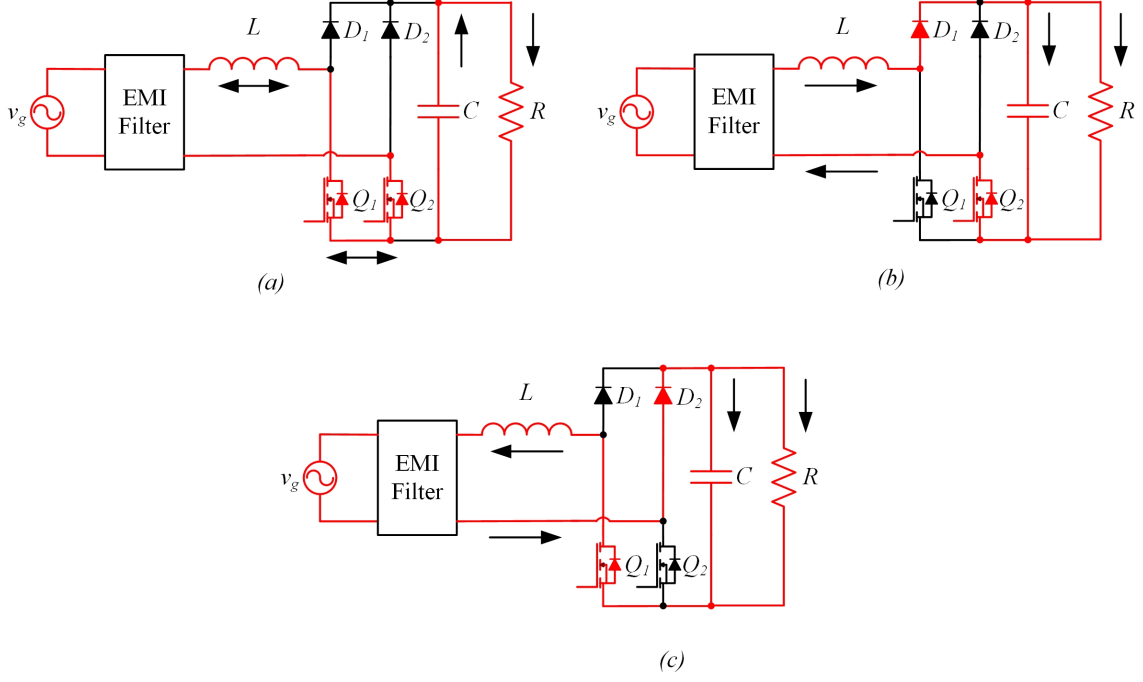 L
D1
D2
EMI
Filter
vg
C
R
Q1
Q2
(a)
L
D1
D2
EMI
Filter
vg
C
R
Q1
Q2
(b)
L
D1
D2
EMI
Filter
vg
C
R
Q1
Q2
(c)